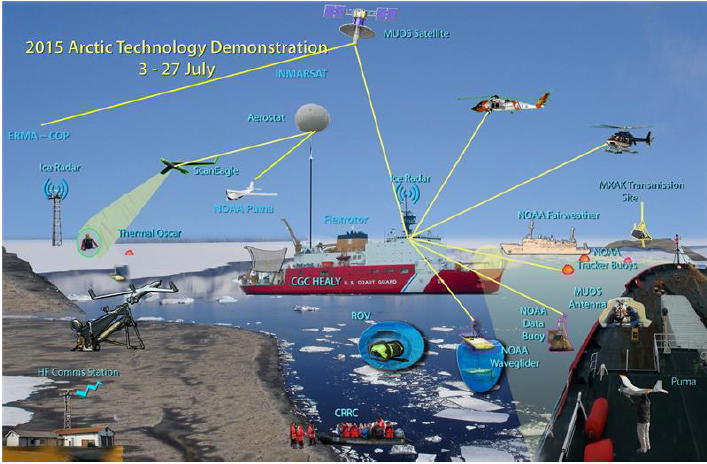 2015 Arctic Technology Demonstration
3 - 27 July
MUOS Satellite
INMARSAT
ERMA - COP
Aerostat
Ice Radar
ScanEagle
NOAA Puma
Ice Radar
MXAK Transmission
Site
Thermal Oscar
Flexrotor
NOAA Fairweather
NOAA
Tracker Buoys
CGC HEALY
U.S. COAST GUARD
MUOS
Antenna
ROV
NOAA
Data
Buoy
NOAA
Waveglider
HF Comms Station
Puma
CRRC